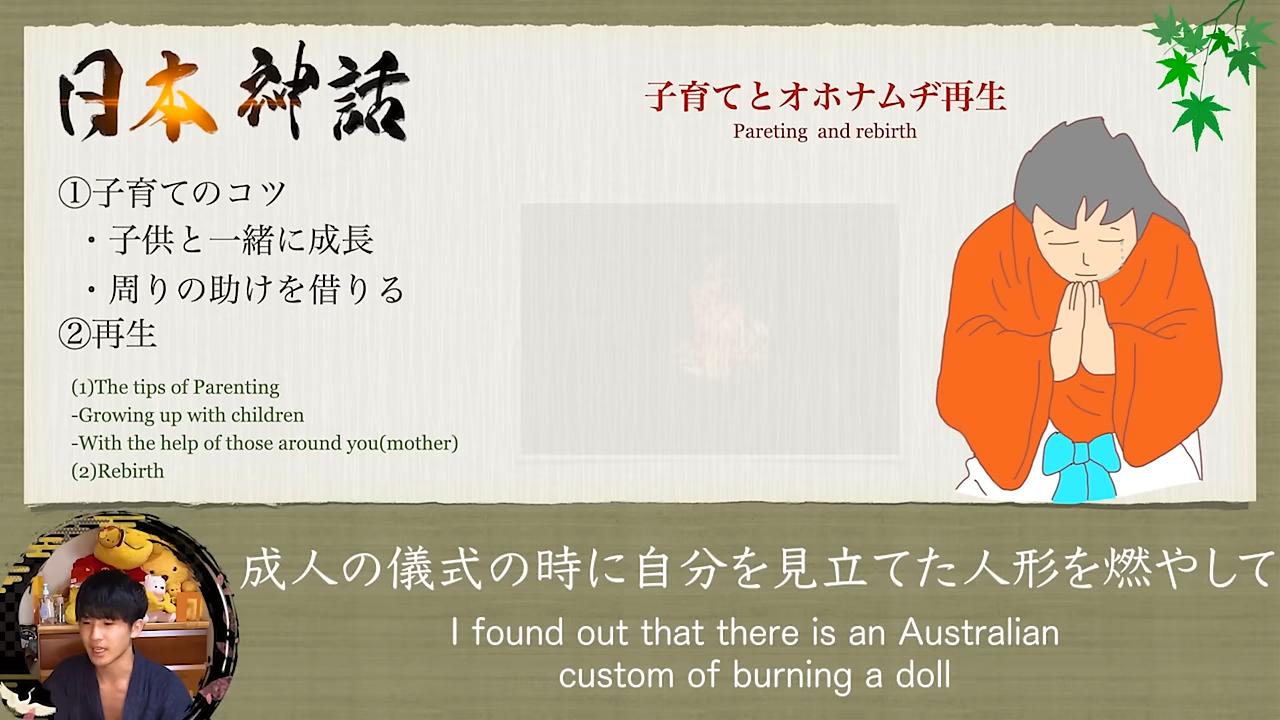 日本神話
子育てとオホナムヂ再生
Pareting and rebirth
①子育てのコツ
・子供と一緒に成長
・周りの助けを借りる
②再生
(1)The tips of Parenting
-Growing up with children
-With the help of those around you(mother)
(2)Rebirth
成人の儀式の時に自分を見立てた人形を燃やして
I found out that there is an Australian
custom of burning a doll